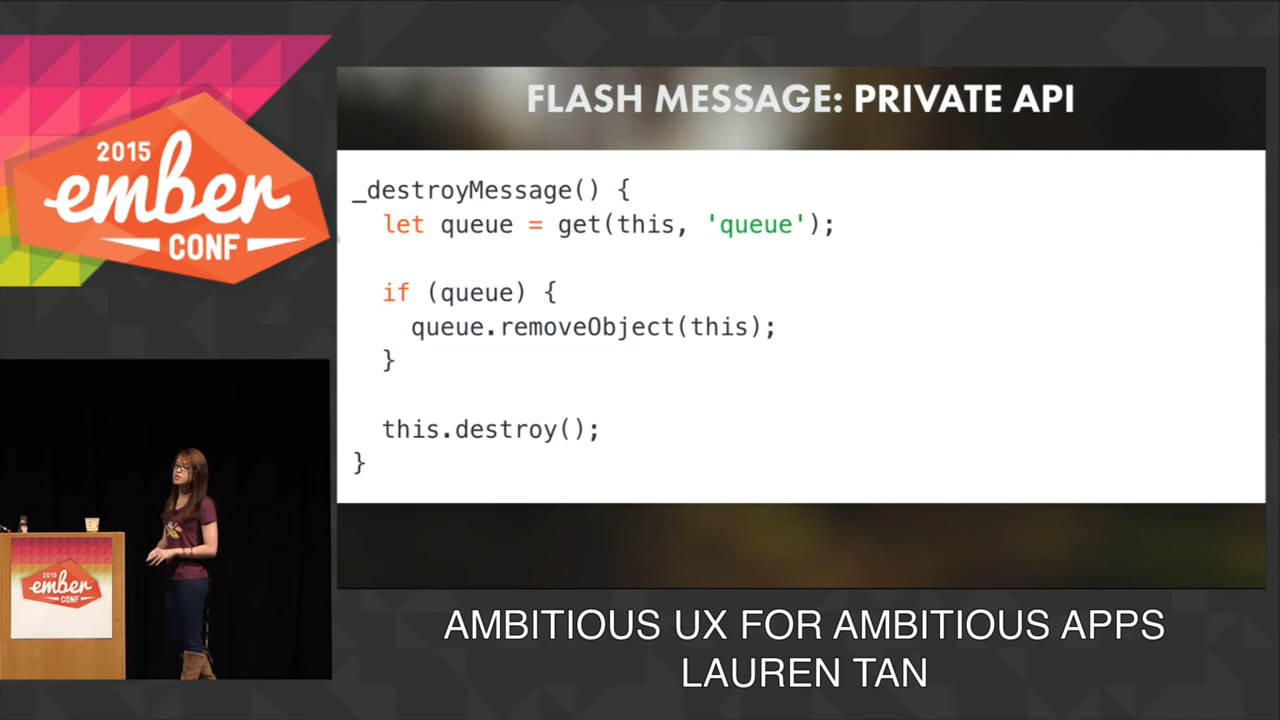 2015
ember
CONF
FLASH MESSAGE: PRIVATE API
_destroyMessage() {
let queue = get(this, 'queue');
if (queue) {
queue.removeObject(this);
}
this.destroy();
}
2015
ember
CONF
AMBITIOUS UX FOR AMBITIOUS APPS
LAUREN TAN